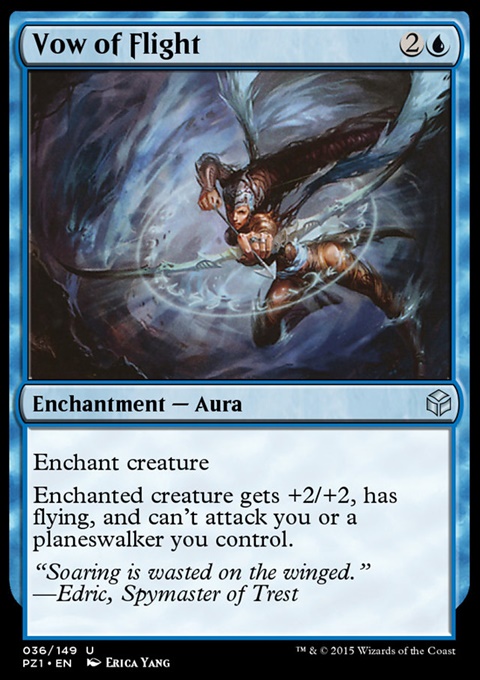 Vow of Flight 2
Enchantment — Aura
Enchant creature
Enchanted creature gets +2/+2, has
flying, and can't attack you or a
planeswalker you control.
"Soaring is wasted on the winged."
—Edric, Spymaster of Trest
036/149 U
PZ1 • EN Erica Yang
™ & © 2015 Wizards of the Coast